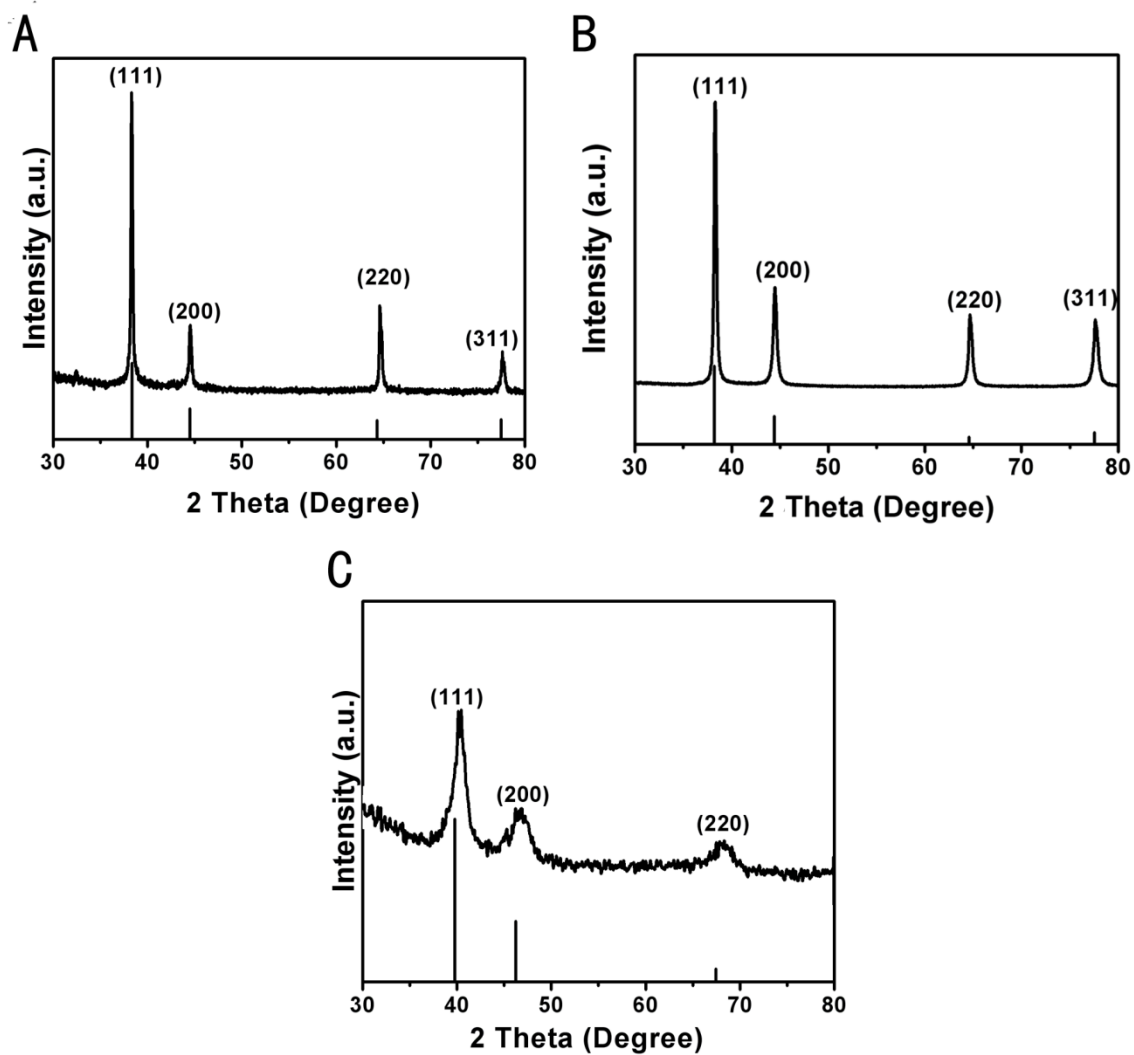 A
(111)
(200)
(220)
(311)
Intensity (a.u.)
30 40 50 60 70 80
2 Theta (Degree)
B
(111)
(200)
(220)
(311)
Intensity (a.u.)
30 40 50 60 70 80
2 Theta (Degree)
C
(111)
(200)
(220)
Intensity (a.u.)
30 40 50 60 70 80
2 Theta (Degree)